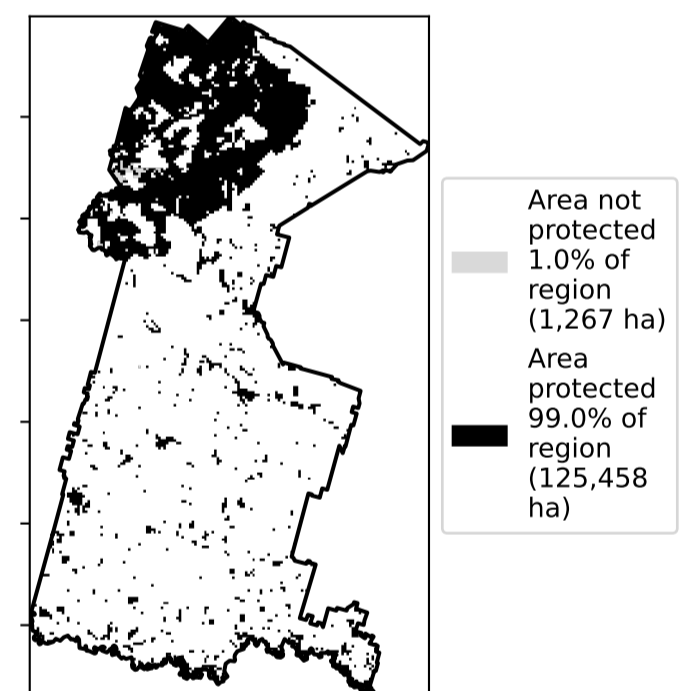 Area not
protected
1.0% of
region
(1,267 ha)
Area
protected
99.0% of
region
(125,458
ha)